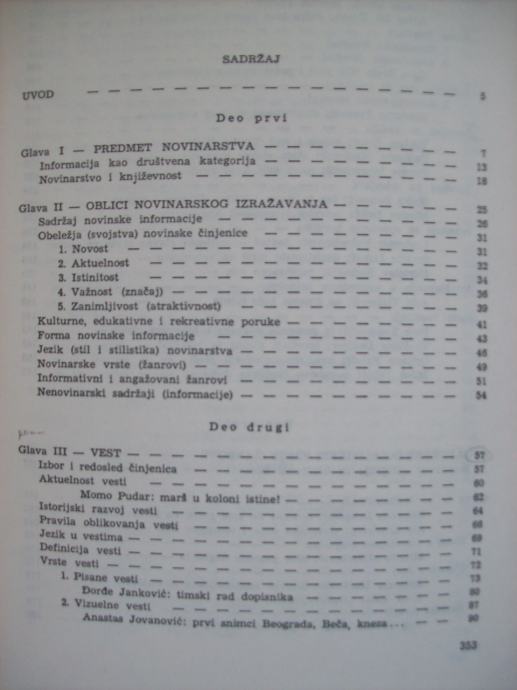 SADRŽAJ
UVOD — — — — — — — — — — — — — — — 5
Deo prvi
Glava I — PREDMET NOVINARSTVA — — — — — — — — 7
Informacija kao društvena kategorija — — — — — — — — 13
Novinarstvo i književnost — — — — — — — — — — 18
Glava II — OBLICI NOVINARSKOG IZRAŽAVANJA — — — — — 25
Sadržaj novinske informacije — — — — — — — — — — 26
Obeležja (svojstva) novinske činjenice — — — — — — — — 31
1. Novost — — — — — — — — — — — — — 31
2. Aktuelnost — — — — — — — — — — — — 32
3. Istinitost — — — — — — — — — — — — 34
4. Važnost (značaj) — — — — — — — — — — — 36
5. Zanimljivost (atraktivnost) — — — — — — — — — 39
Kulturne, edukativne i rekreativne poruke — — — — — — — 41
Forma novinske informacije — — — — — — — — — — 43
Jezik (stil i stilistika) novinarstva — — — — — — — — — 46
Novinarske vrste (žanrovi) — — — — — — — — — — 49
Informativni i angažovani žanrovi — — — — — — — — — 51
Nenovinarski sadržaji (informacije) — — — — — — — — — 54
Deo drugi
Glava III — VEST — — — — — — — — — — — — — 57
Izbor i redosled činjenica — — — — — — — — — — — 57
Aktuelnost vesti — — — — — — — — — — — — — 60
Momo Pudar: marš u koloni istine! — — — — — — — 62
Istorijski razvoj vesti — — — — — — — — — — — — 64
Pravila oblikovanja vesti — — — — — — — — — — — 66
Jezik u vestima — — — — — — — — — — — — — 69
Definicija vesti — — — — — — — — — — — — — 71
Vrste vesti — — — — — — — — — — — — — — 72
1. Pisane vesti — — — — — — — — — — — — 73
Đorđe Janković: timski rad dopisnika — — — — — — 80
2. Vizuelne vesti — — — — — — — — — — — 87
Anastas Jovanović: prvi snimci Beograda, Beča, kneza... — — 90
353